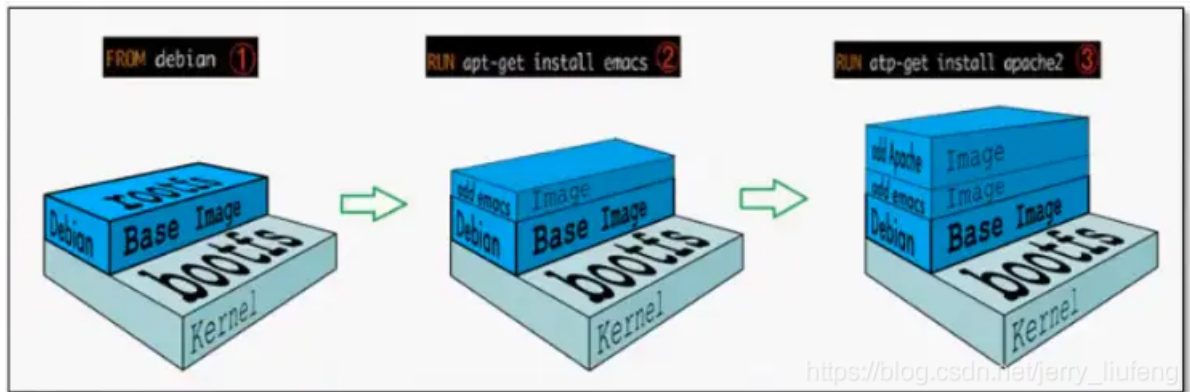 FROM debian ①
RUN apt-get install emacs ②
RUN atp-get install apache2 ③
rootfs
Debian
Base Image
bootfs
Kernel
add emacs
Image
Debian
Base Image
bootfs
Kernel
add Apache
Image
add emacs
Image
Debian
Base Image
bootfs
Kernel
https://blog.csdn.net/jerry_liufeng